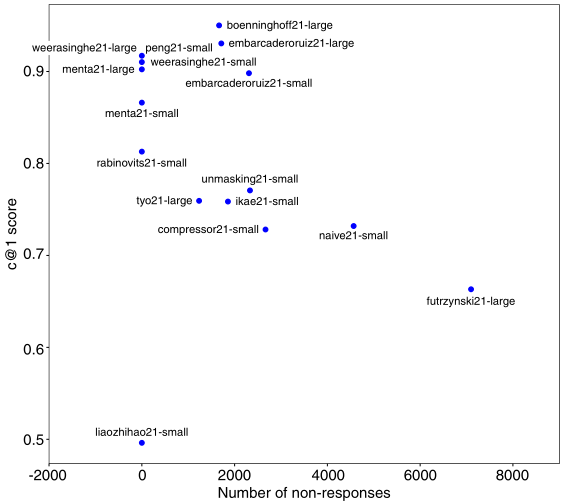 boenninghoff21-large
embarcaderoruiz21-large
weerasinghe21-large peng21-small
weerasinghe21-small
menta21-large
0.9
embarcaderoruiz21-small
menta21-small
0.8
rabinovits21-small
unmasking21-small
tyo21-large
ikae21-small
compressor21-small
naive21-small
0.7
futrzynski21-large
0.6
liaozhihao21-small
0.5
c@1 score
-2000 0 2000 4000 6000 8000
Number of non-responses